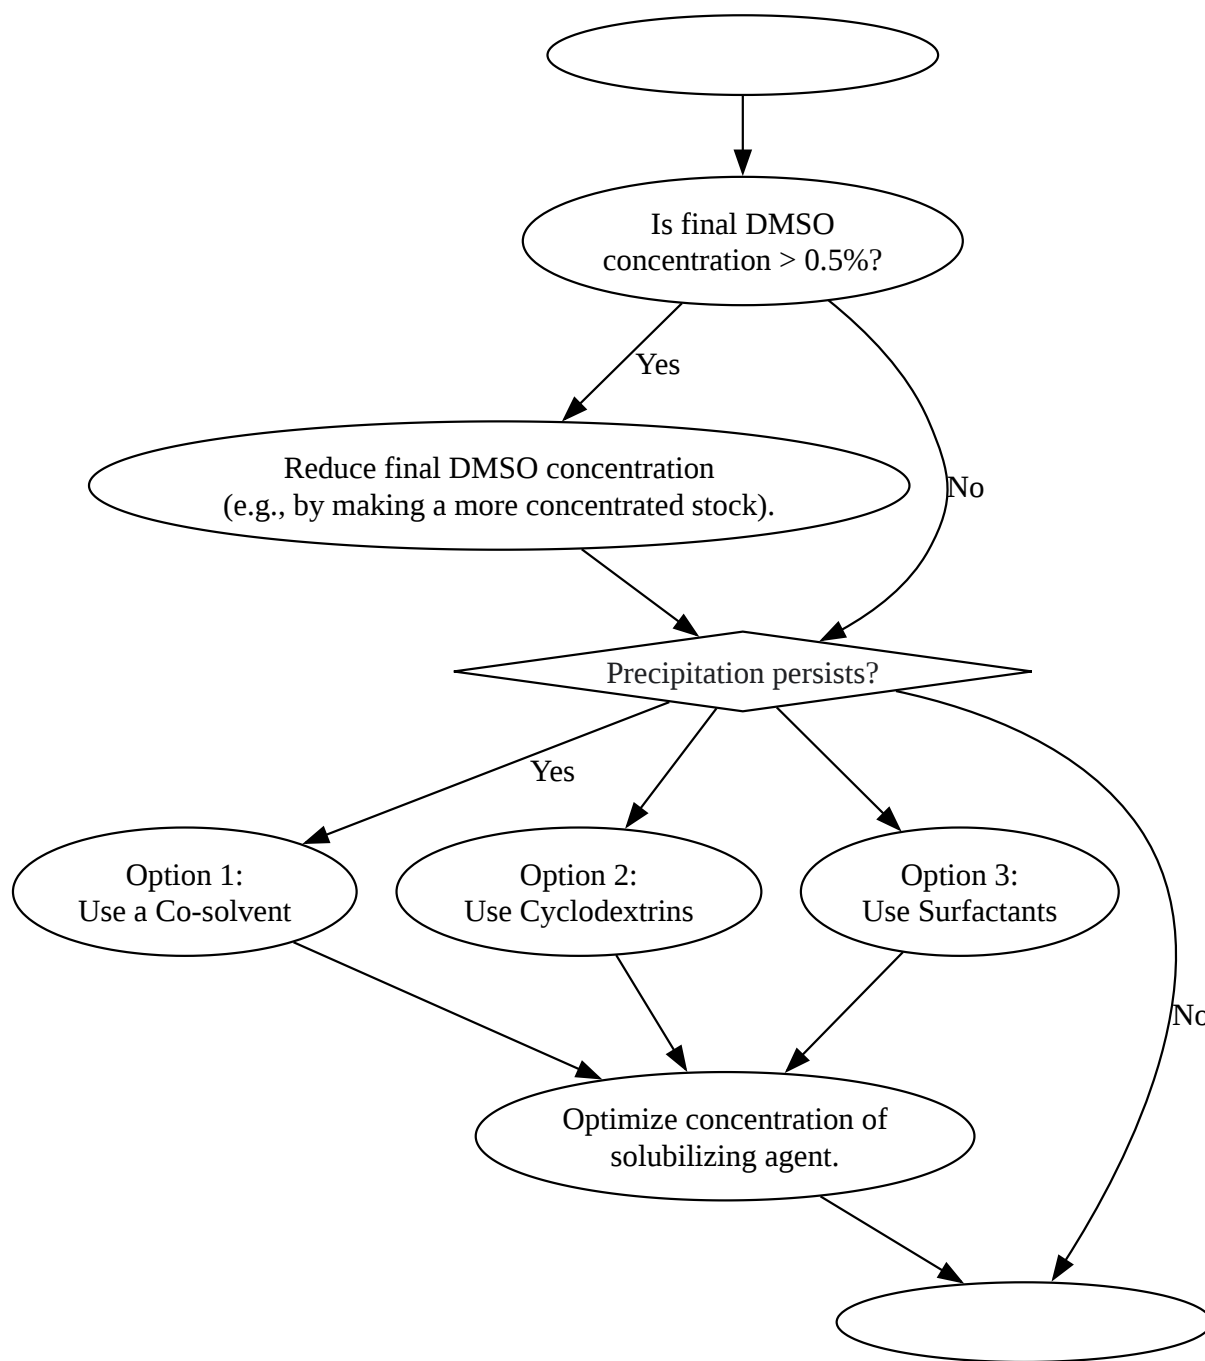 Is final DMSO
concentration > 0.5%?
Yes
Reduce final DMSO concentration
(e.g., by making a more concentrated stock).
No
Precipitation persists?
Yes
Option 1:
Use a Co-solvent
Option 2:
Use Cyclodextrins
Option 3:
Use Surfactants
No
Optimize concentration of
solubilizing agent.